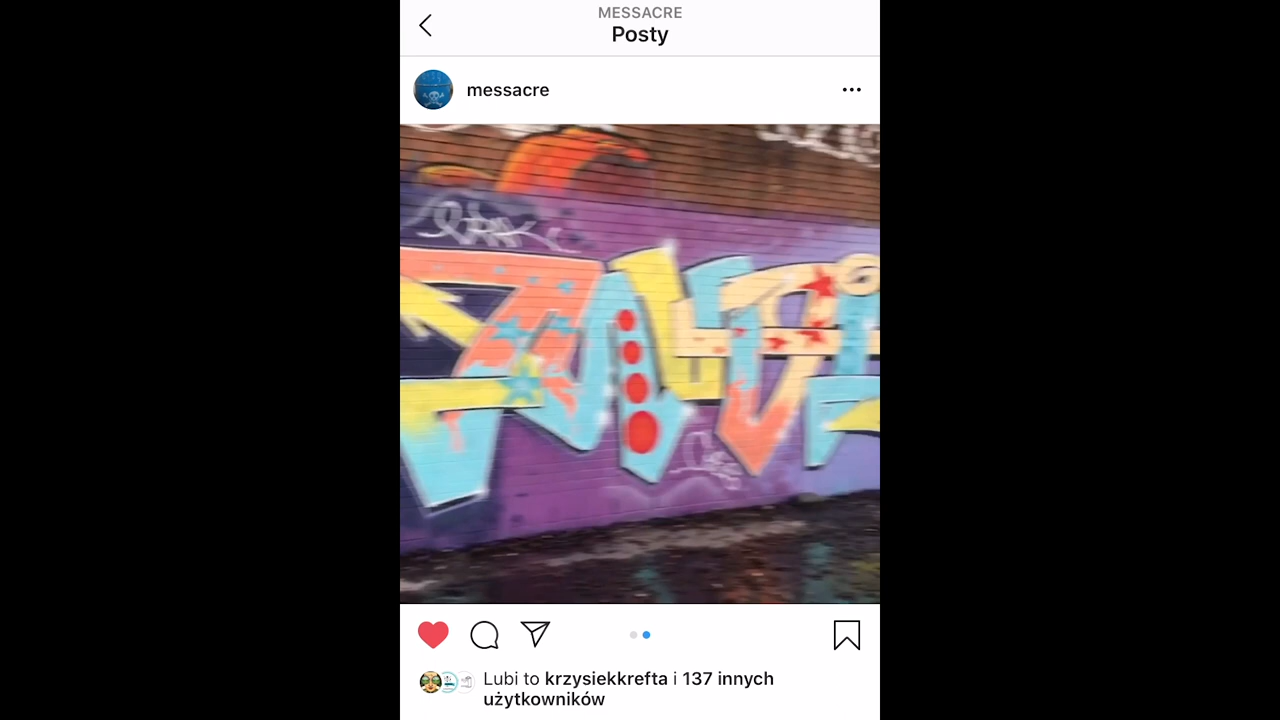 MESSACRE
Posty
messacre
Lubi to krzysiekkrefta i 137 innych
użytkowników